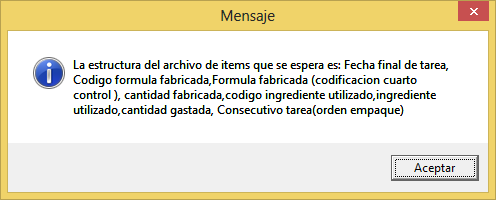 Mensaje
La estructura del archivo de items que se espera es: Fecha final de tarea,
Codigo formula fabricada,Formula fabricada (codificacion cuarto
control ), cantidad fabricada,codigo ingrediente utilizado,ingrediente
utilizado,cantidad gastada, Consecutivo tarea(orden empaque)
Aceptar